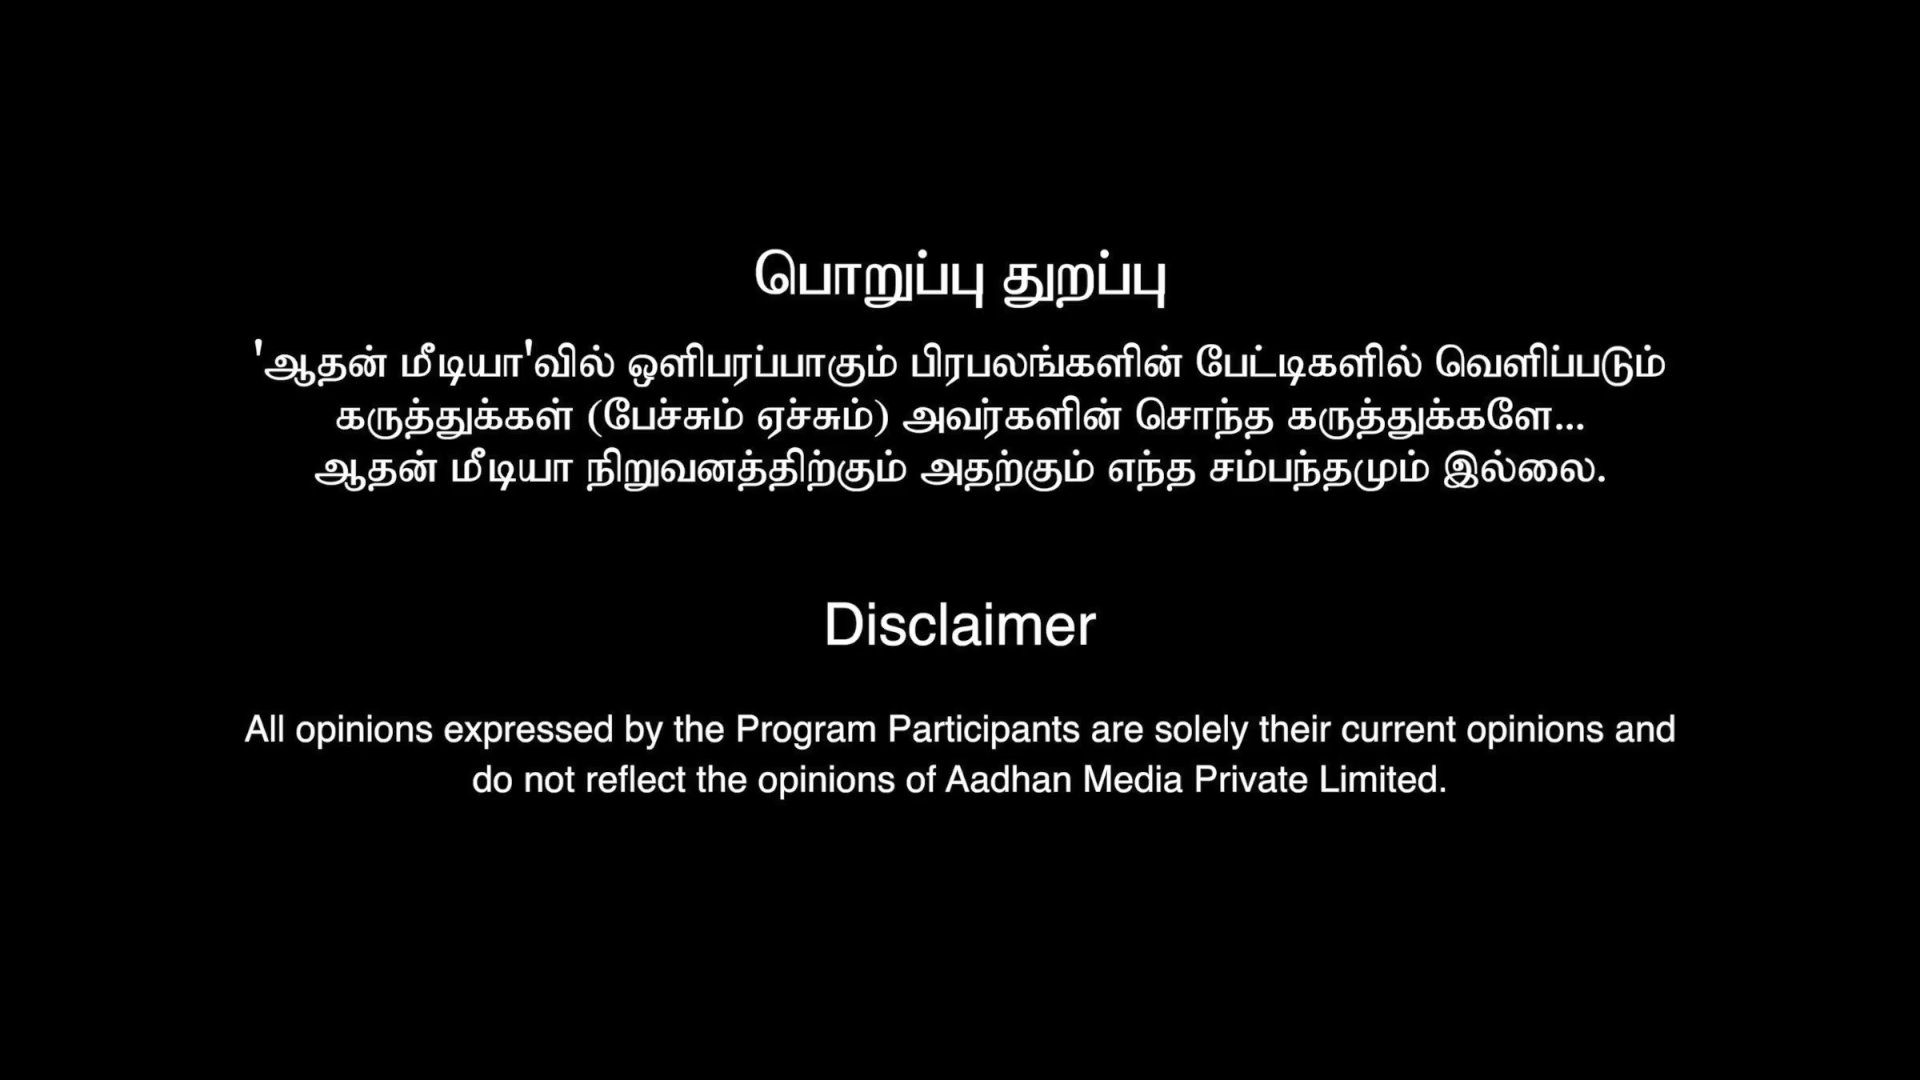 பொறுப்பு துறப்பு
'ஆதன் மீடியா'வில் ஒளிபரப்பாகும் பிரபலங்களின் பேட்டிகளில் வெளிப்படும்
கருத்துக்கள் (பேச்சும் ஏச்சும்) அவர்களின் சொந்த கருத்துக்களே...
ஆதன் மீடியா நிறுவனத்திற்கும் அதற்கும் எந்த சம்பந்தமும் இல்லை.
Disclaimer
All opinions expressed by the Program Participants are solely their current opinions and
do not reflect the opinions of Aadhan Media Private Limited.